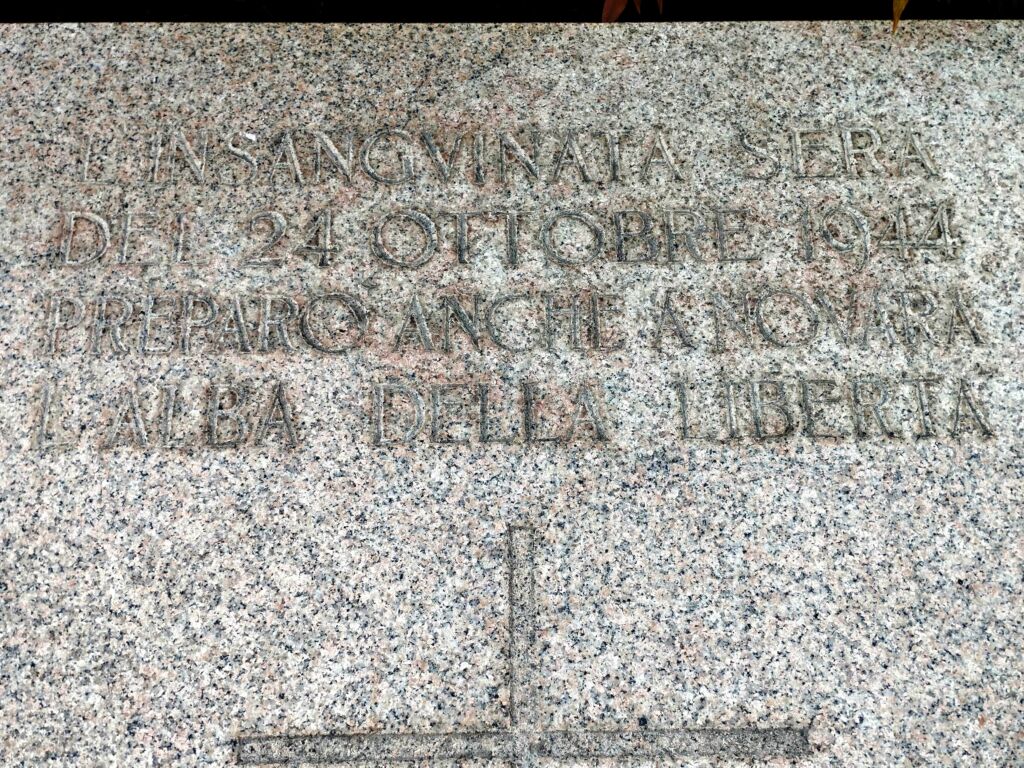 L'INSANGVINATA SERA
DEL 24 OTTOBRE 1944
PREPARÒ ANCHE A NOVARA
L'ALBA DELLA LIBERTÀ